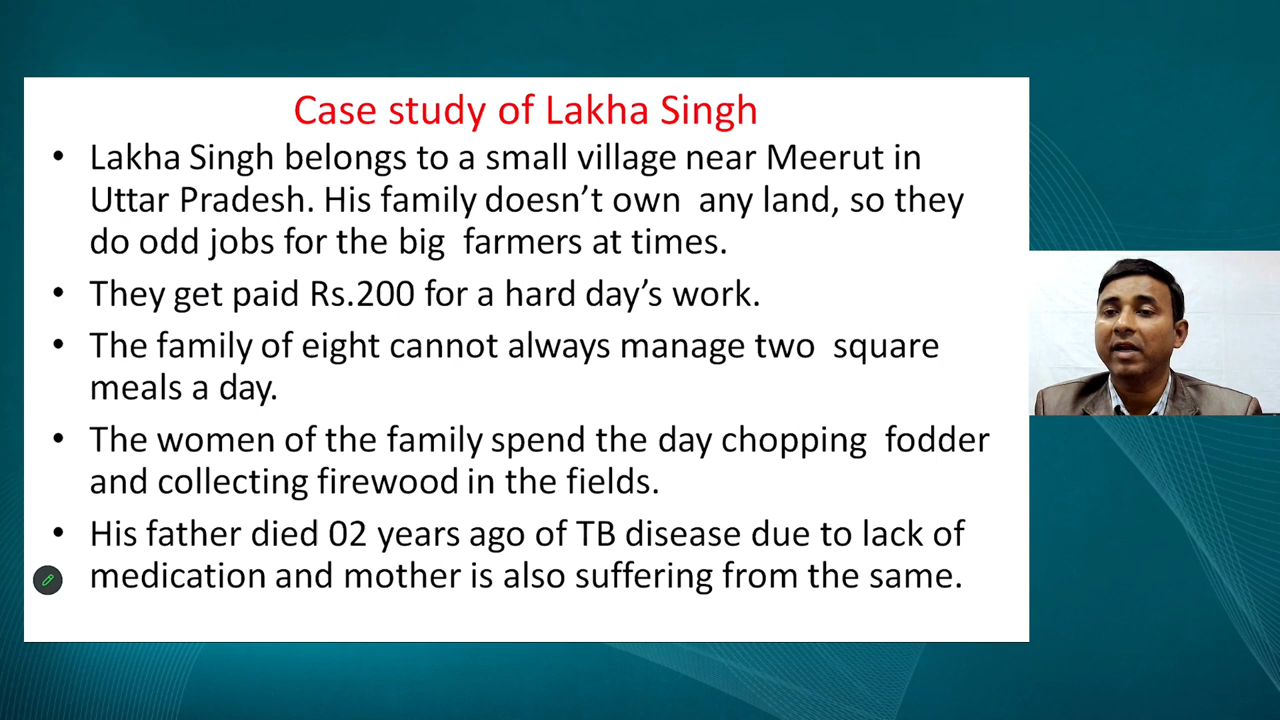 Case study of Lakha Singh
• Lakha Singh belongs to a small village near Meerut in
Uttar Pradesh. His family doesn’t own any land, so they
do odd jobs for the big farmers at times.
• They get paid Rs.200 for a hard day’s work.
• The family of eight cannot always manage two square
meals a day.
• The women of the family spend the day chopping fodder
and collecting firewood in the fields.
• His father died 02 years ago of TB disease due to lack of
medication and mother is also suffering from the same.